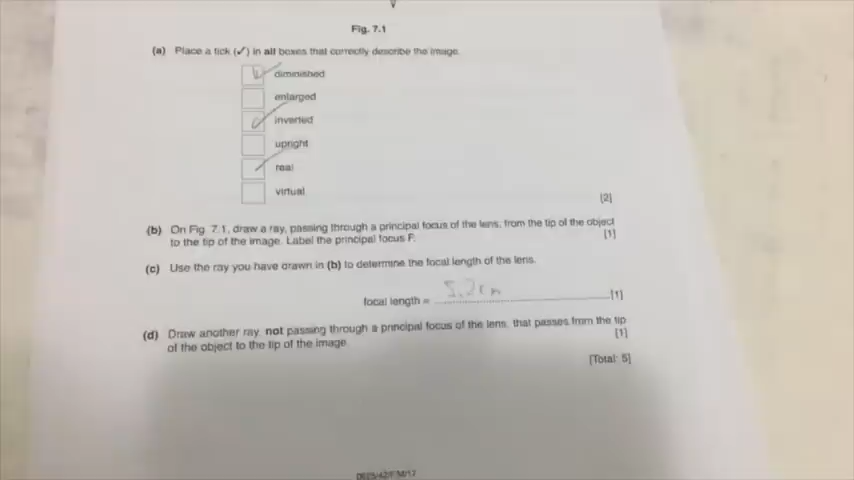 Fig. 7.1
(a) Place a tick (✓) in all boxes that correctly describe the image.
diminished
enlarged
inverted
upright
real
virtual
[2]
(b) On Fig. 7.1, draw a ray, passing through a principal focus of the lens, from the tip of the object
to the tip of the image. Label the principal focus F.
[1]
(c) Use the ray you have drawn in (b) to determine the focal length of the lens.
focal length = 5.2cm [1]
(d) Draw another ray, not passing through a principal focus of the lens, that passes from the tip
of the object to the tip of the image.
[1]
[Total: 5]
0625/42/F/M/17